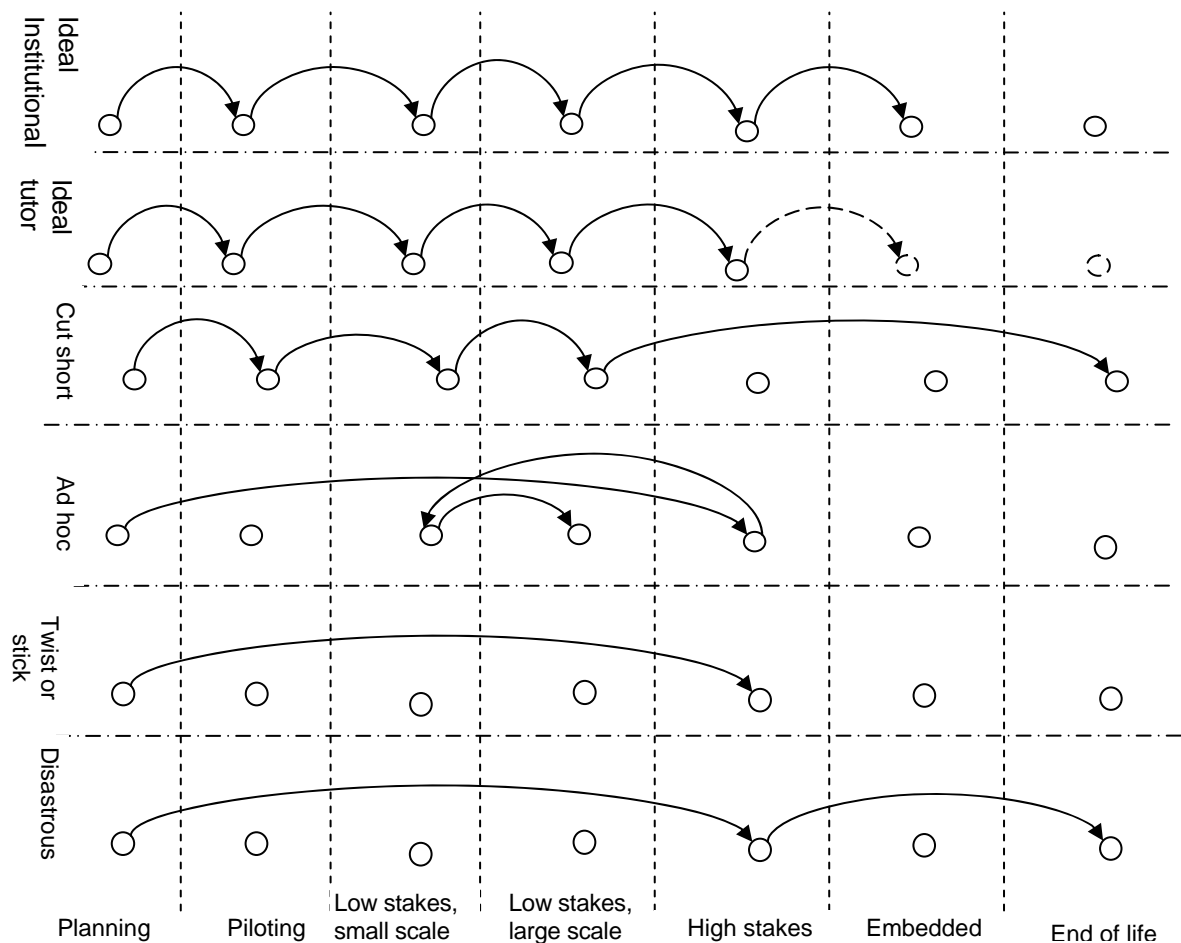 Ideal
Institutional
Ideal
tutor
Cut short
Ad hoc
Twist or
stick
Disastrous
Planning
Piloting
Low stakes,
small scale
Low stakes,
large scale
High stakes
Embedded
End of life